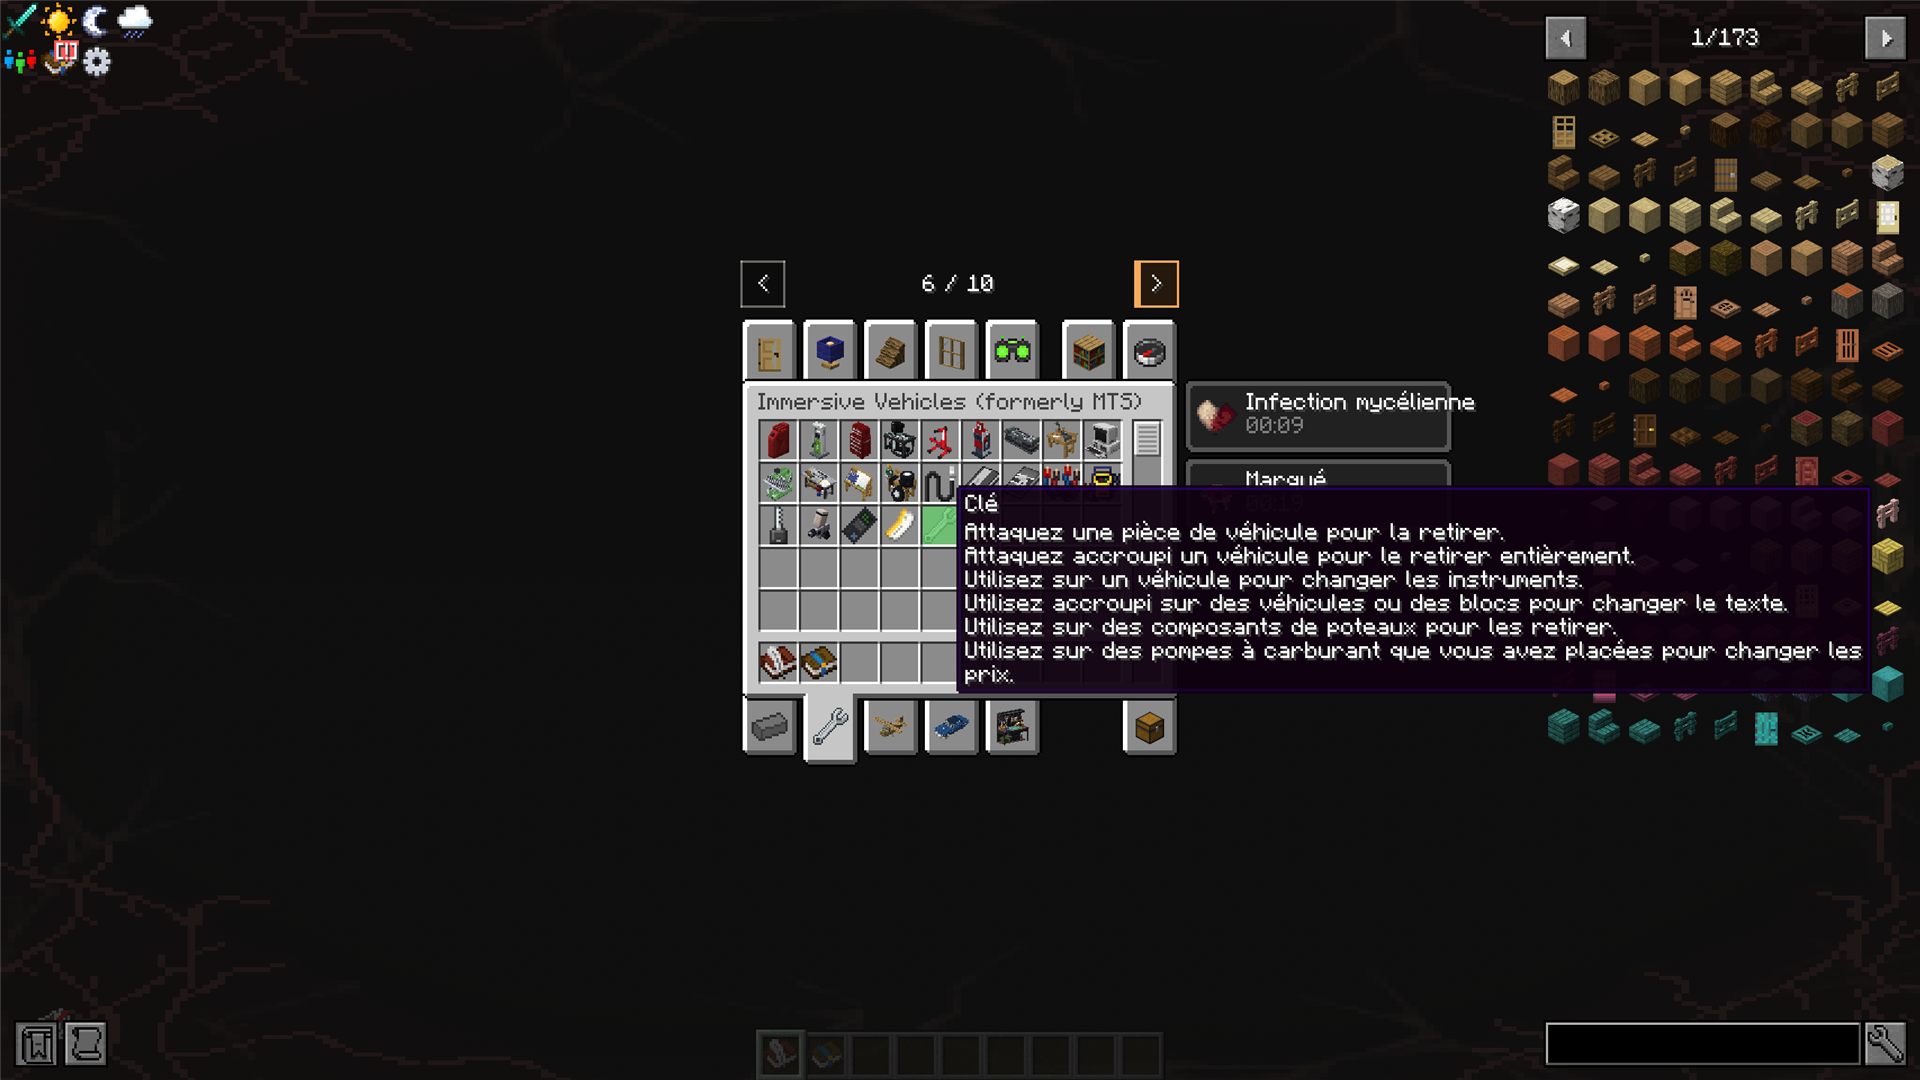 1/173
< 6 / 10 >
Immersive Vehicles (formerly MTS)
Infection mycélienne
00:09
Marqué
Clé
Attaquez une pièce de véhicule pour la retirer.
Attaquez accroupi un véhicule pour le retirer entièrement.
Utilisez sur un véhicule pour changer les instruments.
Utilisez accroupi sur des véhicules ou des blocs pour changer le texte.
Utilisez sur des composants de poteaux pour les retirer.
Utilisez sur des pompes à carburant que vous avez placées pour changer les
prix.